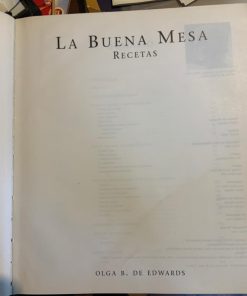 LA BUENA MESA
RECETAS
OLGA B. DE EDWARDS